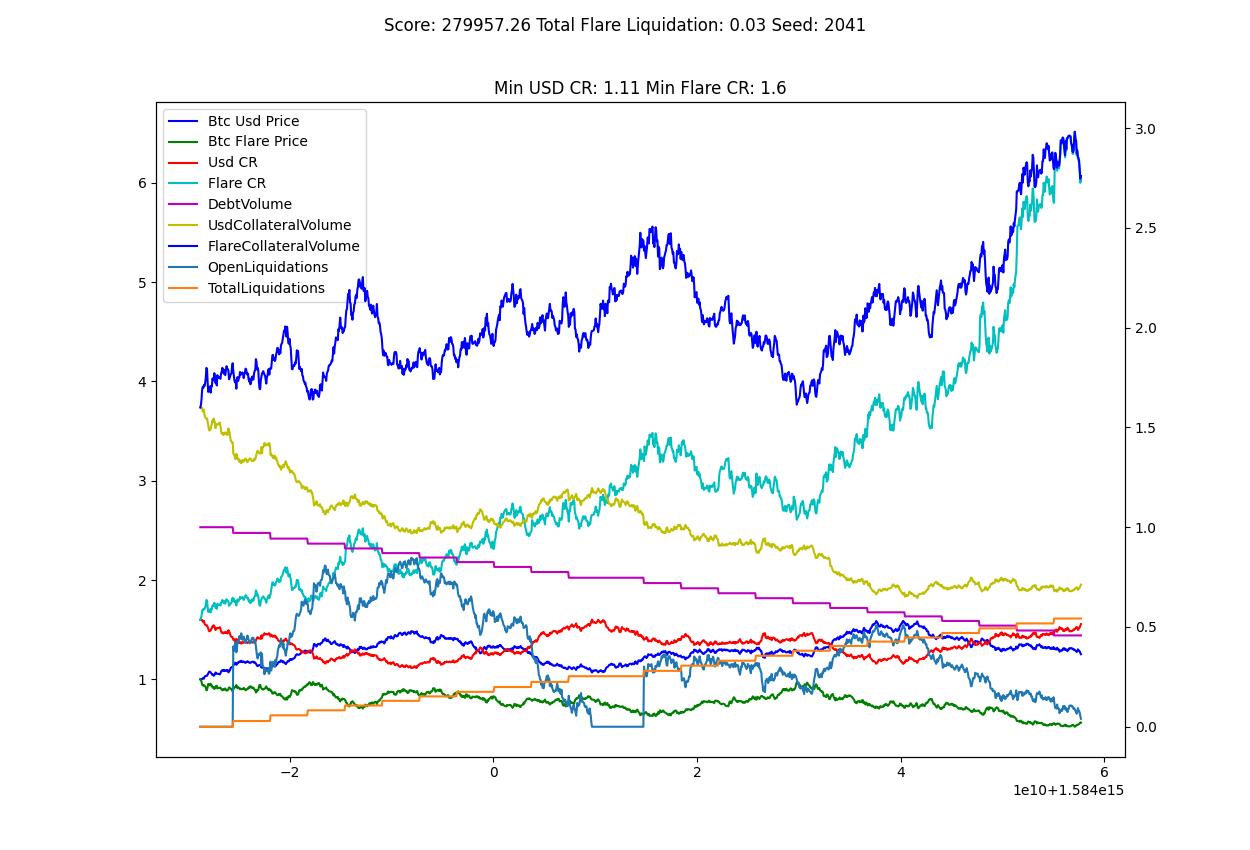 Score: 279957.26 Total Flare Liquidation: 0.03 Seed: 2041
Min USD CR: 1.11 Min Flare CR: 1.6
Btc Usd Price
Btc Flare Price
Usd CR
Flare CR
DebtVolume
UsdCollateralVolume
FlareCollateralVolume
OpenLiquidations
TotalLiquidations
6
5
4
3
2
1
3.0
2.5
2.0
1.5
1.0
0.5
0.0
−2
0
2
4
6
1e10+1.584e15